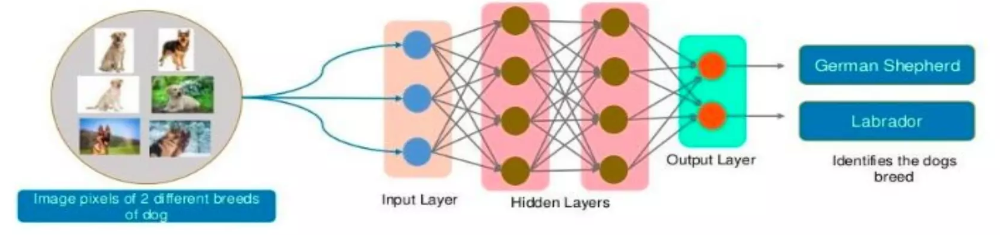 Image pixels of 2 different breeds
of dog
Input Layer
Hidden Layers
Output Layer
German Shepherd
Labrador
Identifies the dogs
breed